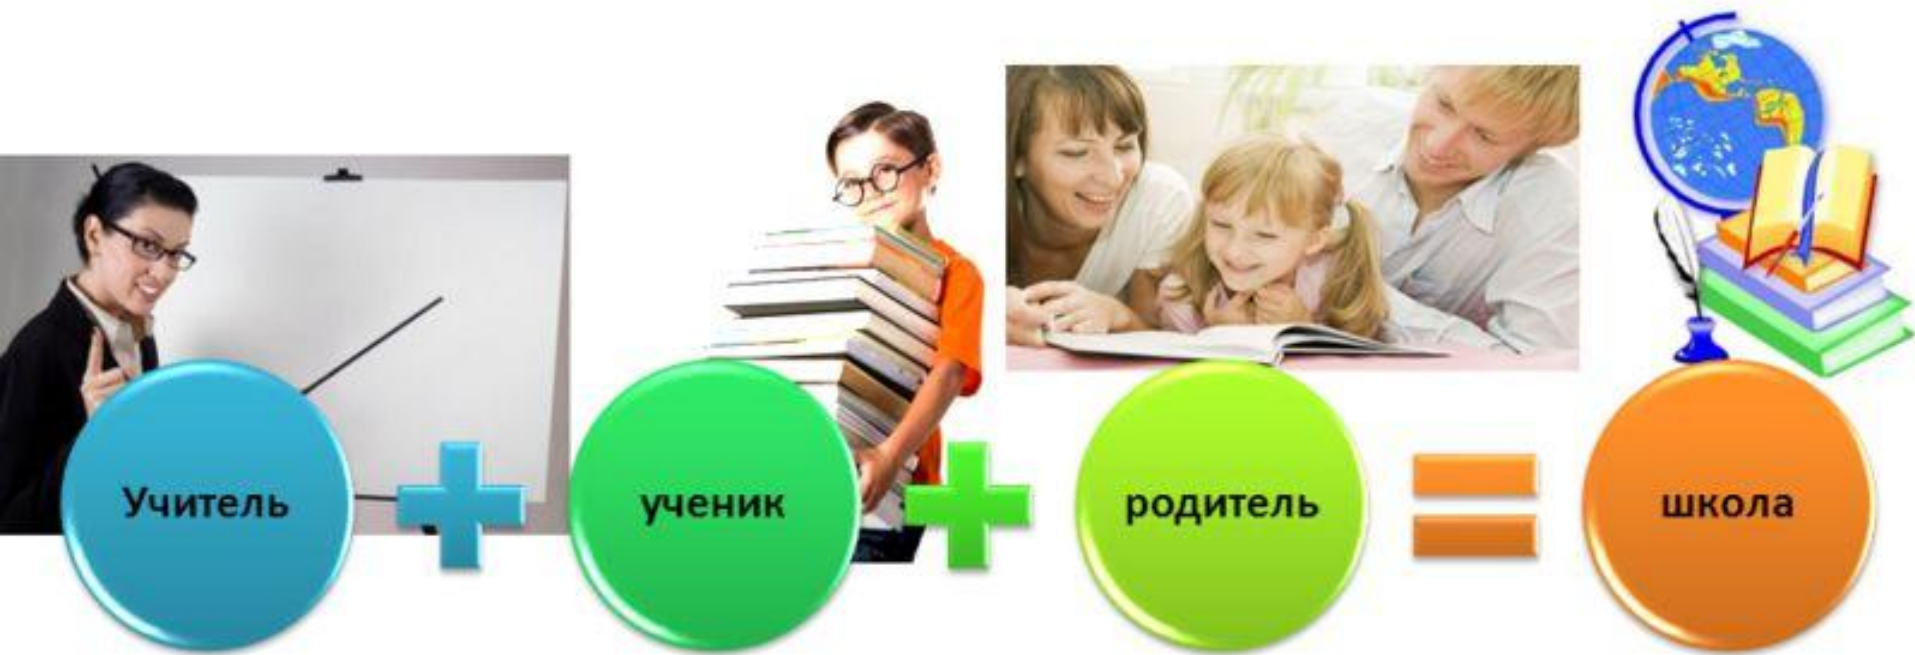 Учитель
ученик
родитель
школа